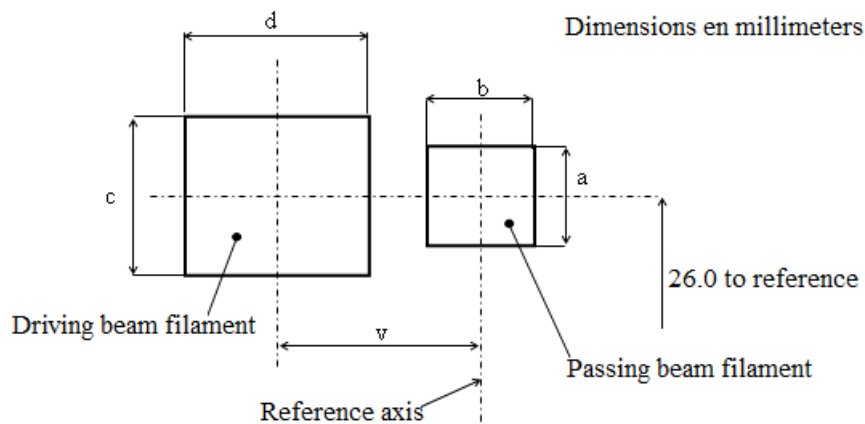 d
Dimensions en millimeters
b
c
a
26.0 to reference
Driving beam filament
v
Passing beam filament
Reference axis